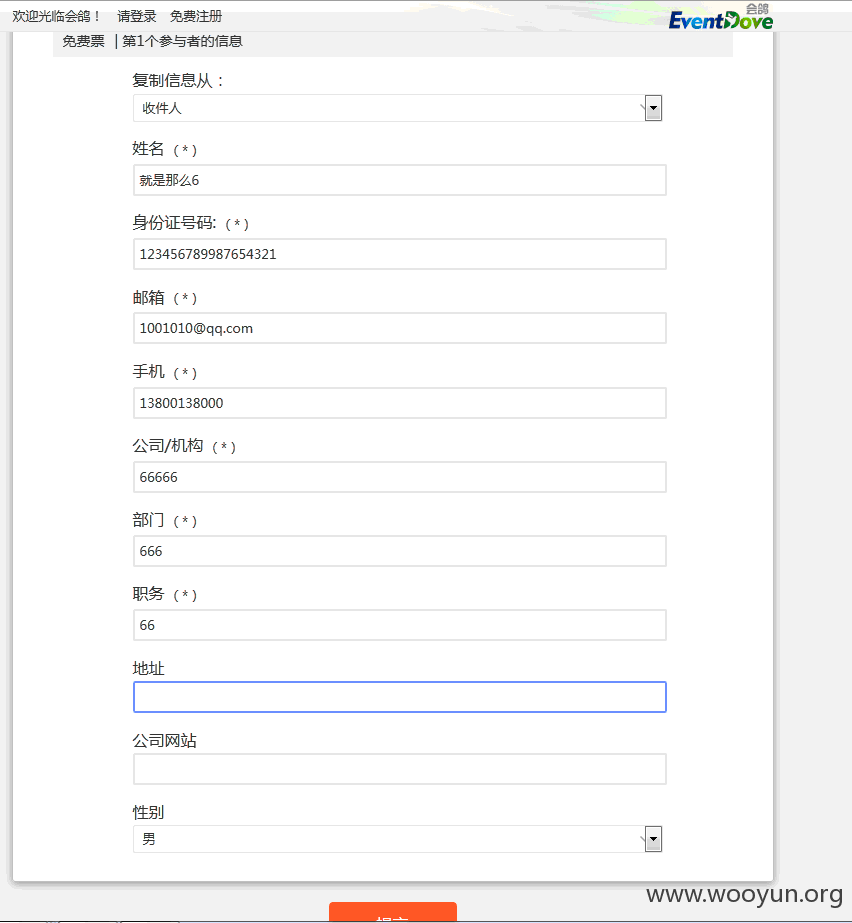 欢迎光临会鸽！ 请登录 免费注册
会鸽
EventDove
免费票 | 第1个参与者的信息
复制信息从：
收件人
姓名 (*)
就是那么6
身份证号码: (*)
123456789987654321
邮箱 (*)
1001010@qq.com
手机 (*)
13800138000
公司/机构 (*)
66666
部门 (*)
666
职务 (*)
66
地址
公司网站
性别
男
www.wooyun.org